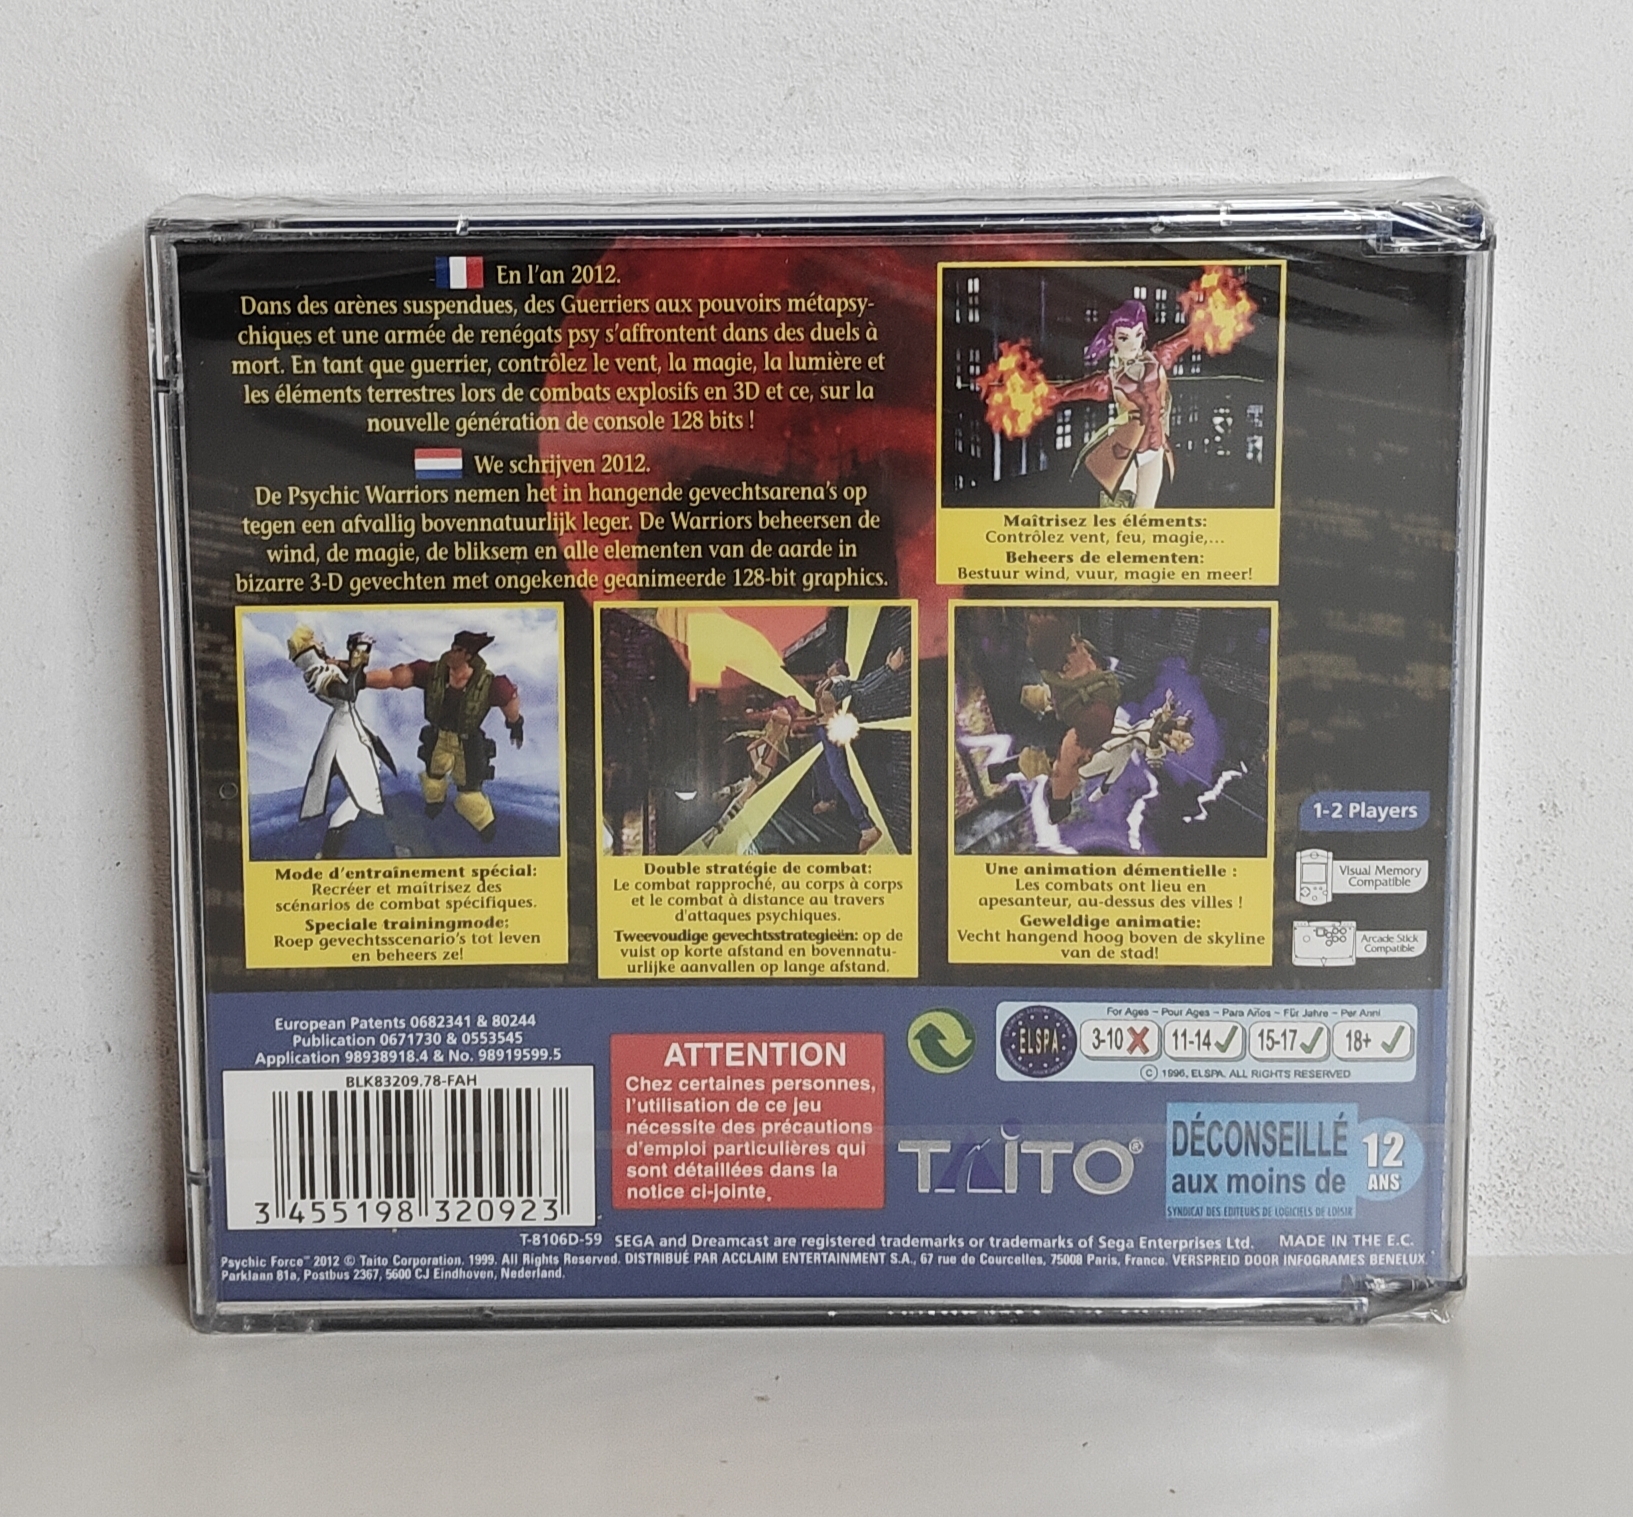 En l'an 2012.
Dans des arènes suspendues, des Guerriers aux pouvoirs métapsy-
chiques et une armée de renégats psy s'affrontent dans des duels à
mort. En tant que guerrier, contrôlez le vent, la magie, la lumière et
les éléments terrestres lors de combats explosifs en 3D et ce, sur la
nouvelle génération de console 128 bits !
We schrijven 2012.
De Psychic Warriors nemen het in hangende gevechtsarena's op
tegen een afvallig bovennatuurlijk leger. De Warriors beheersen de
wind, de magie, de bliksem en alle elementen van de aarde in
bizarre 3-D gevechten met ongekende geanimeerde 128-bit graphics.
Maîtrisez les éléments:
Contrôlez vent, feu, magie,...
Beheers de elementen:
Bestuur wind, vuur, magie en meer!
Mode d'entraînement spécial:
Recréer et maîtrisez des
scénarios de combat spécifiques.
Speciale trainingmode:
Roep gevechtsscenario's tot leven
en beheers ze!
Double stratégie de combat:
Le combat rapproché, au corps à corps
et le combat à distance au travers
d'attaques psychiques.
Tweevoudige gevechtsstrategieën: op de
vuist op korte afstand en bovennatu-
urlijke aanvallen op lange afstand.
Une animation démentielle :
Les combats ont lieu en
apesanteur, au-dessus des villes !
Geweldige animatie:
Vecht hangend hoog boven de skyline
van de stad!
1-2 Players
Visual Memory
Compatible
Arcade Stick
Compatible
European Patents 0682341 & 80244
Publication 0671730 & 0553545
Application 98938918.4 & No. 98919599.5
BLK83209.78-FAH
3 455198 320923
ATTENTION
Chez certaines personnes,
l'utilisation de ce jeu
nécessite des précautions
d'emploi particulières qui
sont détaillées dans la
notice ci-jointe.
For Ages - Pour Ages - Para Años - Für Jahre - Per Anni
ELSPA
3-10 11-14 15-17 18+
© 1996, ELSPA. ALL RIGHTS RESERVED
TAITO®
DÉCONSEILLÉ
aux moins de
12
ANS
SYNDICAT DES EDITEURS DE LOGICIELS DE LOISIR
T-8106D-59 SEGA and Dreamcast are registered trademarks or trademarks of Sega Enterprises Ltd. MADE IN THE E.C.
Psychic Force™ 2012 © Taito Corporation. 1999. All Rights Reserved. DISTRIBUÉ PAR ACCLAIM ENTERTAINMENT S.A., 67 rue de Courcelles, 75008 Paris, France. VERSPREID DOOR INFOGRAMES BENELUX
Parklaan 81a, Postbus 2367, 5600 CJ Eindhoven, Nederland.